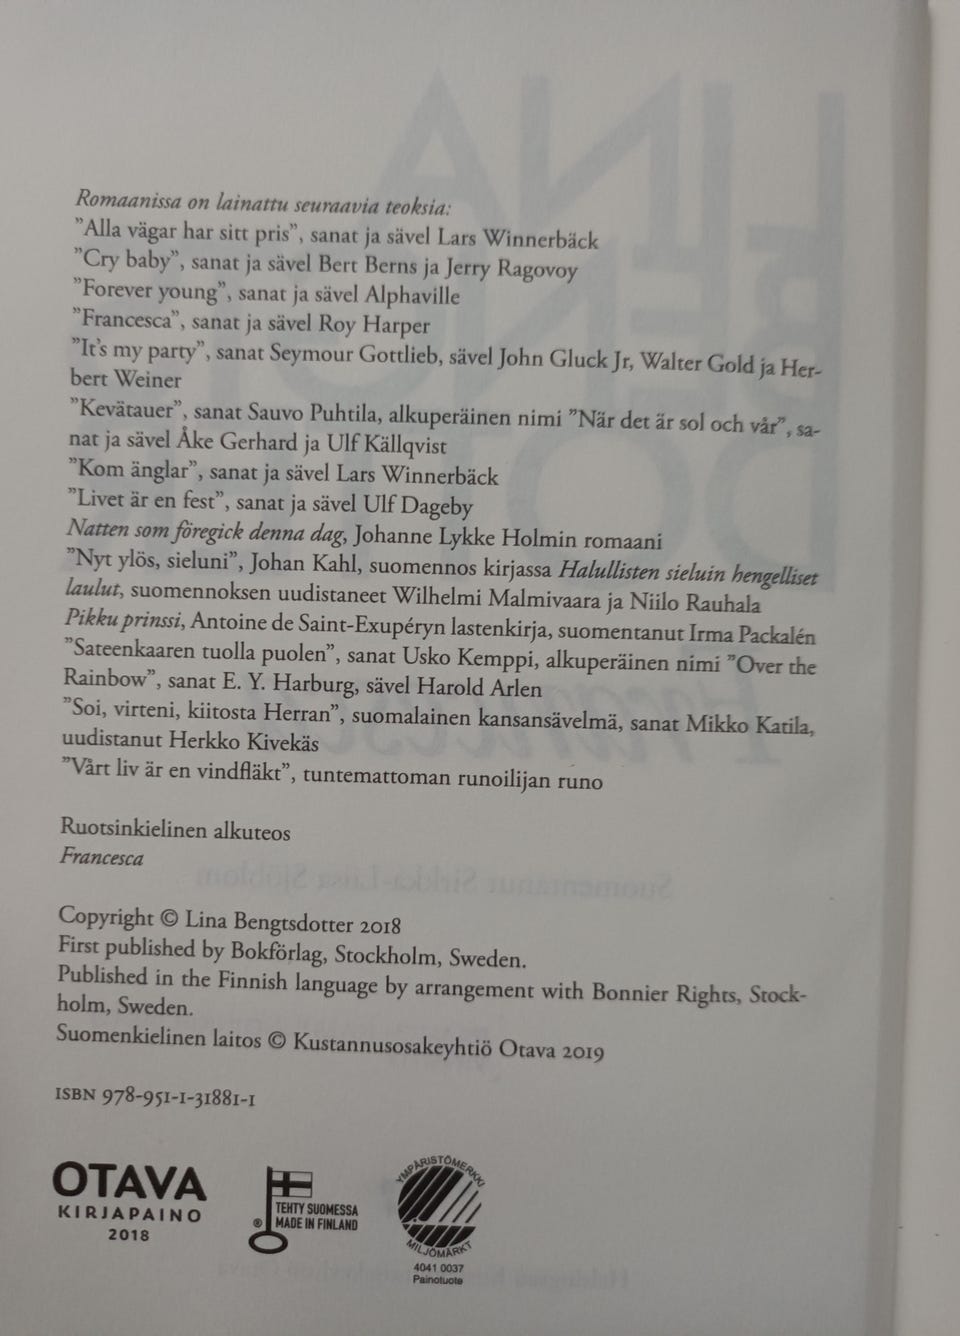 Romaanissa on lainattu seuraavia teoksia:
”Alla vägar har sitt pris”, sanat ja sävel Lars Winnerbäck
”Cry baby”, sanat ja sävel Bert Berns ja Jerry Ragovoy
”Forever young”, sanat ja sävel Alphaville
”Francesca”, sanat ja sävel Roy Harper
”It’s my party”, sanat Seymour Gottlieb, sävel John Gluck Jr, Walter Gold ja Her-
bert Weiner
”Kevätauer”, sanat Sauvo Puhtila, alkuperäinen nimi ”När det är sol och vår”, sa-
nat ja sävel Åke Gerhard ja Ulf Källqvist
”Kom änglar”, sanat ja sävel Lars Winnerbäck
”Livet är en fest”, sanat ja sävel Ulf Dageby
Natten som föregick denna dag, Johanne Lykke Holmin romaani
”Nyt ylös, sieluni”, Johan Kahl, suomennos kirjassa Halullisten sieluin hengelliset
laulut, suomennoksen uudistaneet Wilhelmi Malmivaara ja Niilo Rauhala
Pikku prinssi, Antoine de Saint-Exupéryn lastenkirja, suomentanut Irma Packalén
”Sateenkaaren tuolla puolen”, sanat Usko Kemppi, alkuperäinen nimi ”Over the
Rainbow”, sanat E. Y. Harburg, sävel Harold Arlen
”Soi, virteni, kiitosta Herran”, suomalainen kansansävelmä, sanat Mikko Katila,
uudistanut Herkko Kivekäs
”Vårt liv är en vindfläkt”, tuntemattoman runoilijan runo
Ruotsinkielinen alkuteos
Francesca
Copyright © Lina Bengtsdotter 2018
First published by Bokförlag, Stockholm, Sweden.
Published in the Finnish language by arrangement with Bonnier Rights, Stock-
holm, Sweden.
Suomenkielinen laitos © Kustannusosakeyhtiö Otava 2019
ISBN 978-951-1-31881-1
OTAVA
KIRJAPAINO
2018
® TEHTY SUOMESSA
MADE IN FINLAND
YMPÄRISTÖMERKKI
MILJÖMÄRKT
4041 0037
Painotuote